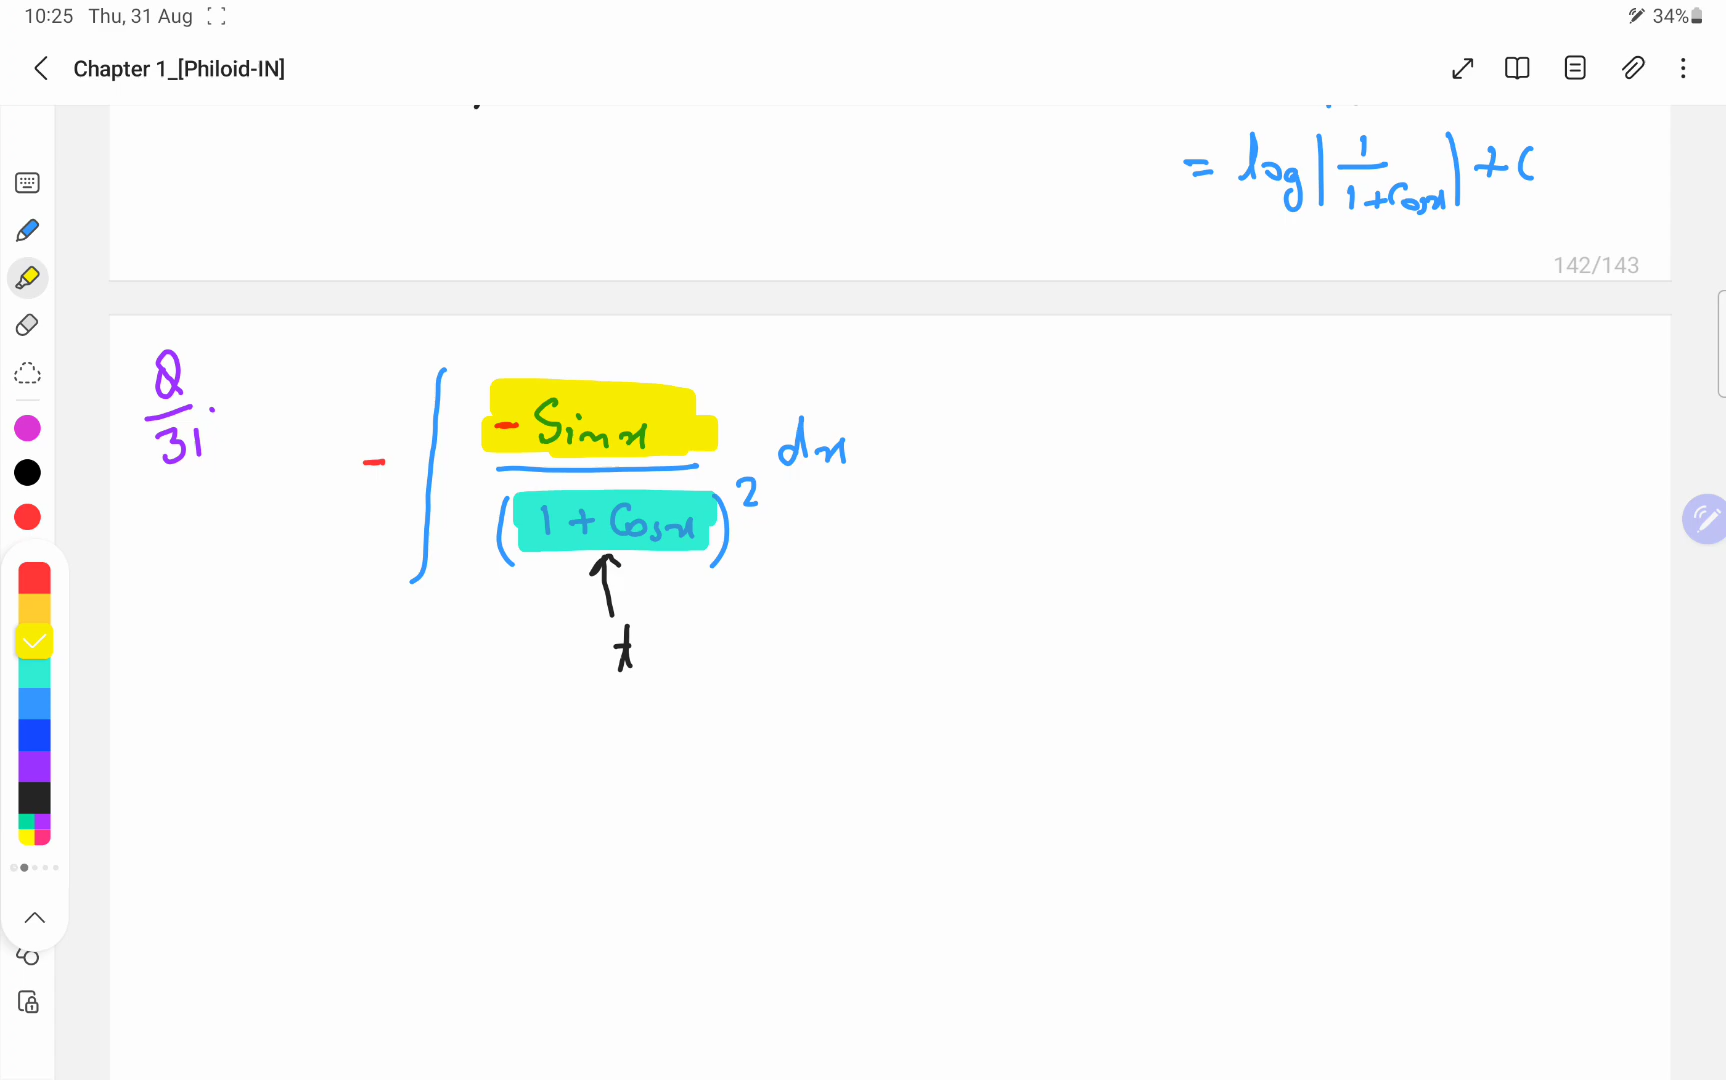 10:25 Thu, 31 Aug 34%
Chapter 1_[Philoid-IN]
= log |1/(1+Cosx)| + C
142/143
Q/31.
- ∫ (- Sinx)/(1 + Cosx)² dx
t